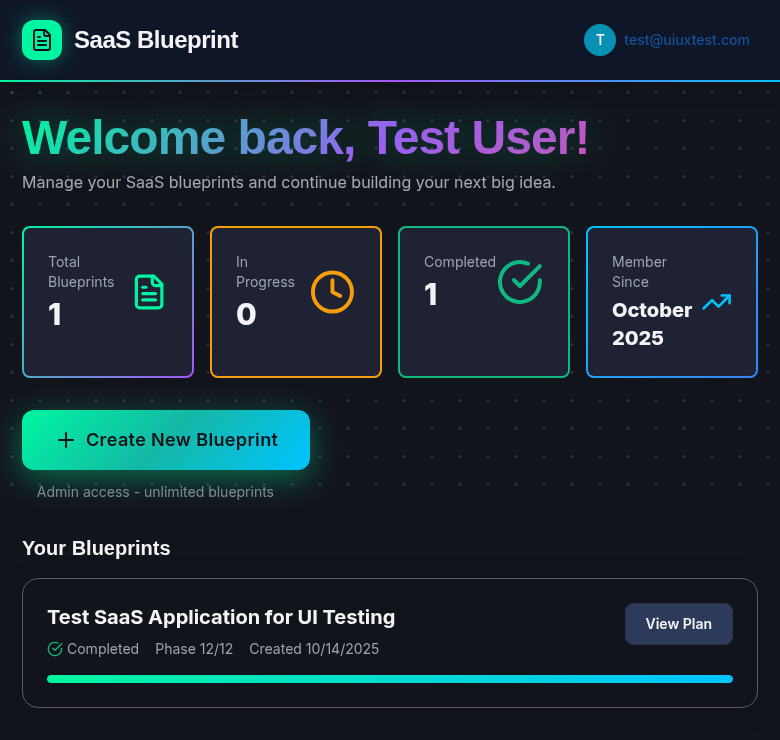 SaaS Blueprint
T
test@uiuxtest.com
Welcome back, Test User!
Manage your SaaS blueprints and continue building your next big idea.
Total
Blueprints
1
In
Progress
0
Completed
1
Member
Since
October
2025
Create New Blueprint
Admin access - unlimited blueprints
Your Blueprints
Test SaaS Application for UI Testing
Completed Phase 12/12 Created 10/14/2025
View Plan